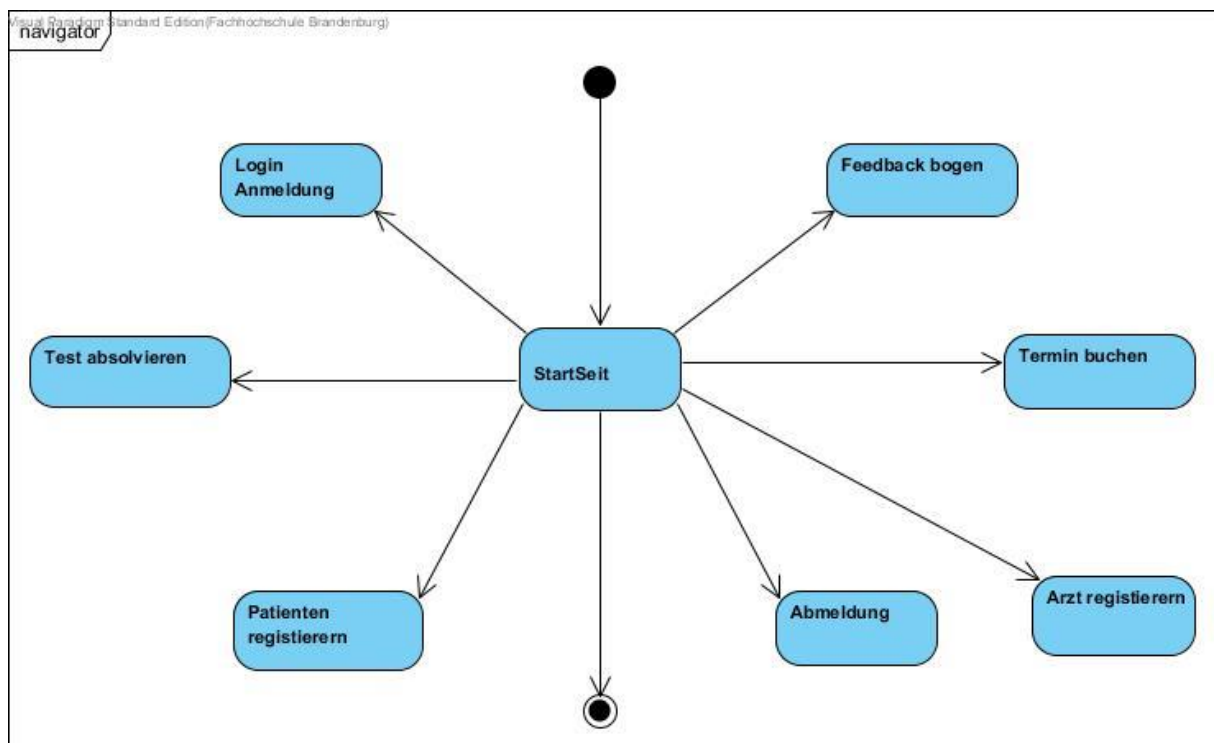 Visual Paradigm Standard Edition(Fachhochschule Brandenburg)
navigator
Login
Anmeldung
Feedback bogen
Test absolvieren
StartSeit
Termin buchen
Patienten
registierern
Abmeldung
Arzt registierern